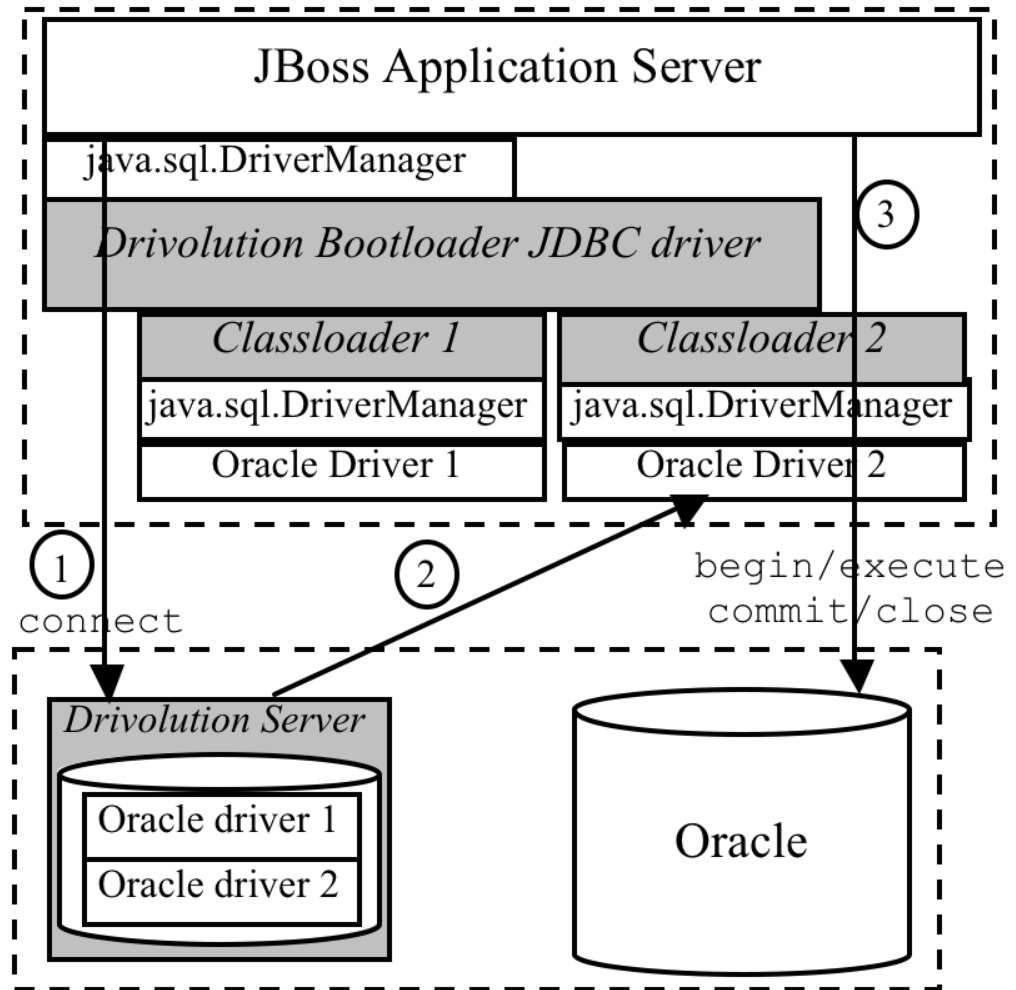 JBoss Application Server
java.sql.DriverManager
3
Drivolution Bootloader JDBC driver
Classloader 1
Classloader 2
java.sql.DriverManager
java.sql.DriverManager
Oracle Driver 1
Oracle Driver 2
1
2
begin/execute
commit/close
connect
Drivolution Server
Oracle driver 1
Oracle driver 2
Oracle